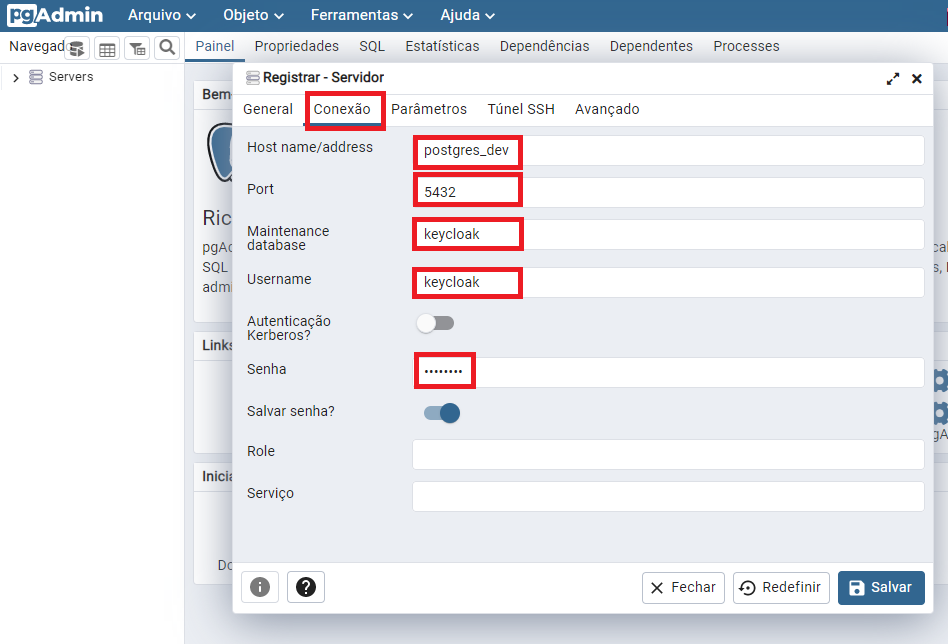 pgAdmin Arquivo Objeto Ferramentas Ajuda
Navegad Painel Propriedades SQL Estatísticas Dependências Dependentes Processes
Servers
Registrar - Servidor
General Conexão Parâmetros Túnel SSH Avançado
Bem-
Host name/address postgres_dev
Port 5432
Ric
Maintenance
database keycloak
pgA
SQL
admi
Username keycloak
Autenticação
Kerberos?
Links
Senha ••••••••
Salvar senha?
Role
Inicia
Serviço
Do
Fechar Redefinir Salvar